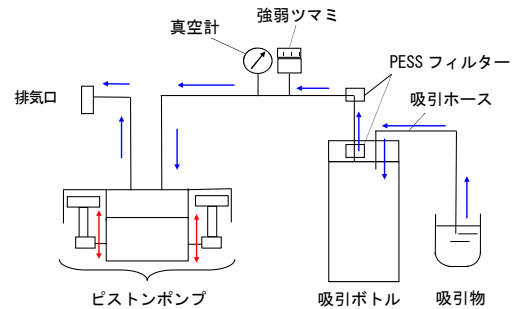 強弱ツマミ
真空計
PESS フィルター
排気口
吸引ホース
ピストンポンプ
吸引ボトル
吸引物